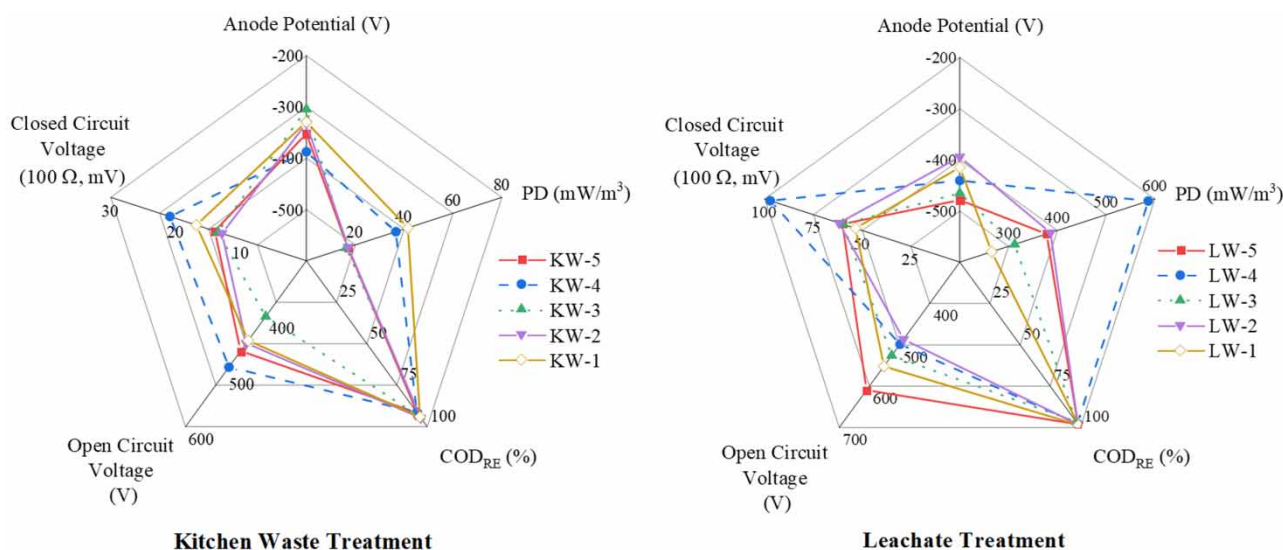 Anode Potential (V)
-200
-300
-400
-500
Closed Circuit
Voltage
(100 Ω, mV)
30
20
10
PD (mW/m³)
80
60
40
20
25
50
75
100
COD_RE (%)
400
500
600
Open Circuit
Voltage
(V)
KW-5
KW-4
KW-3
KW-2
KW-1
Kitchen Waste Treatment
Anode Potential (V)
-200
-300
-400
-500
Closed Circuit
Voltage
(100 Ω, mV)
100
75
50
25
PD (mW/m³)
600
500
400
300
25
50
75
100
COD_RE (%)
400
500
600
700
Open Circuit
Voltage
(V)
LW-5
LW-4
LW-3
LW-2
LW-1
Leachate Treatment